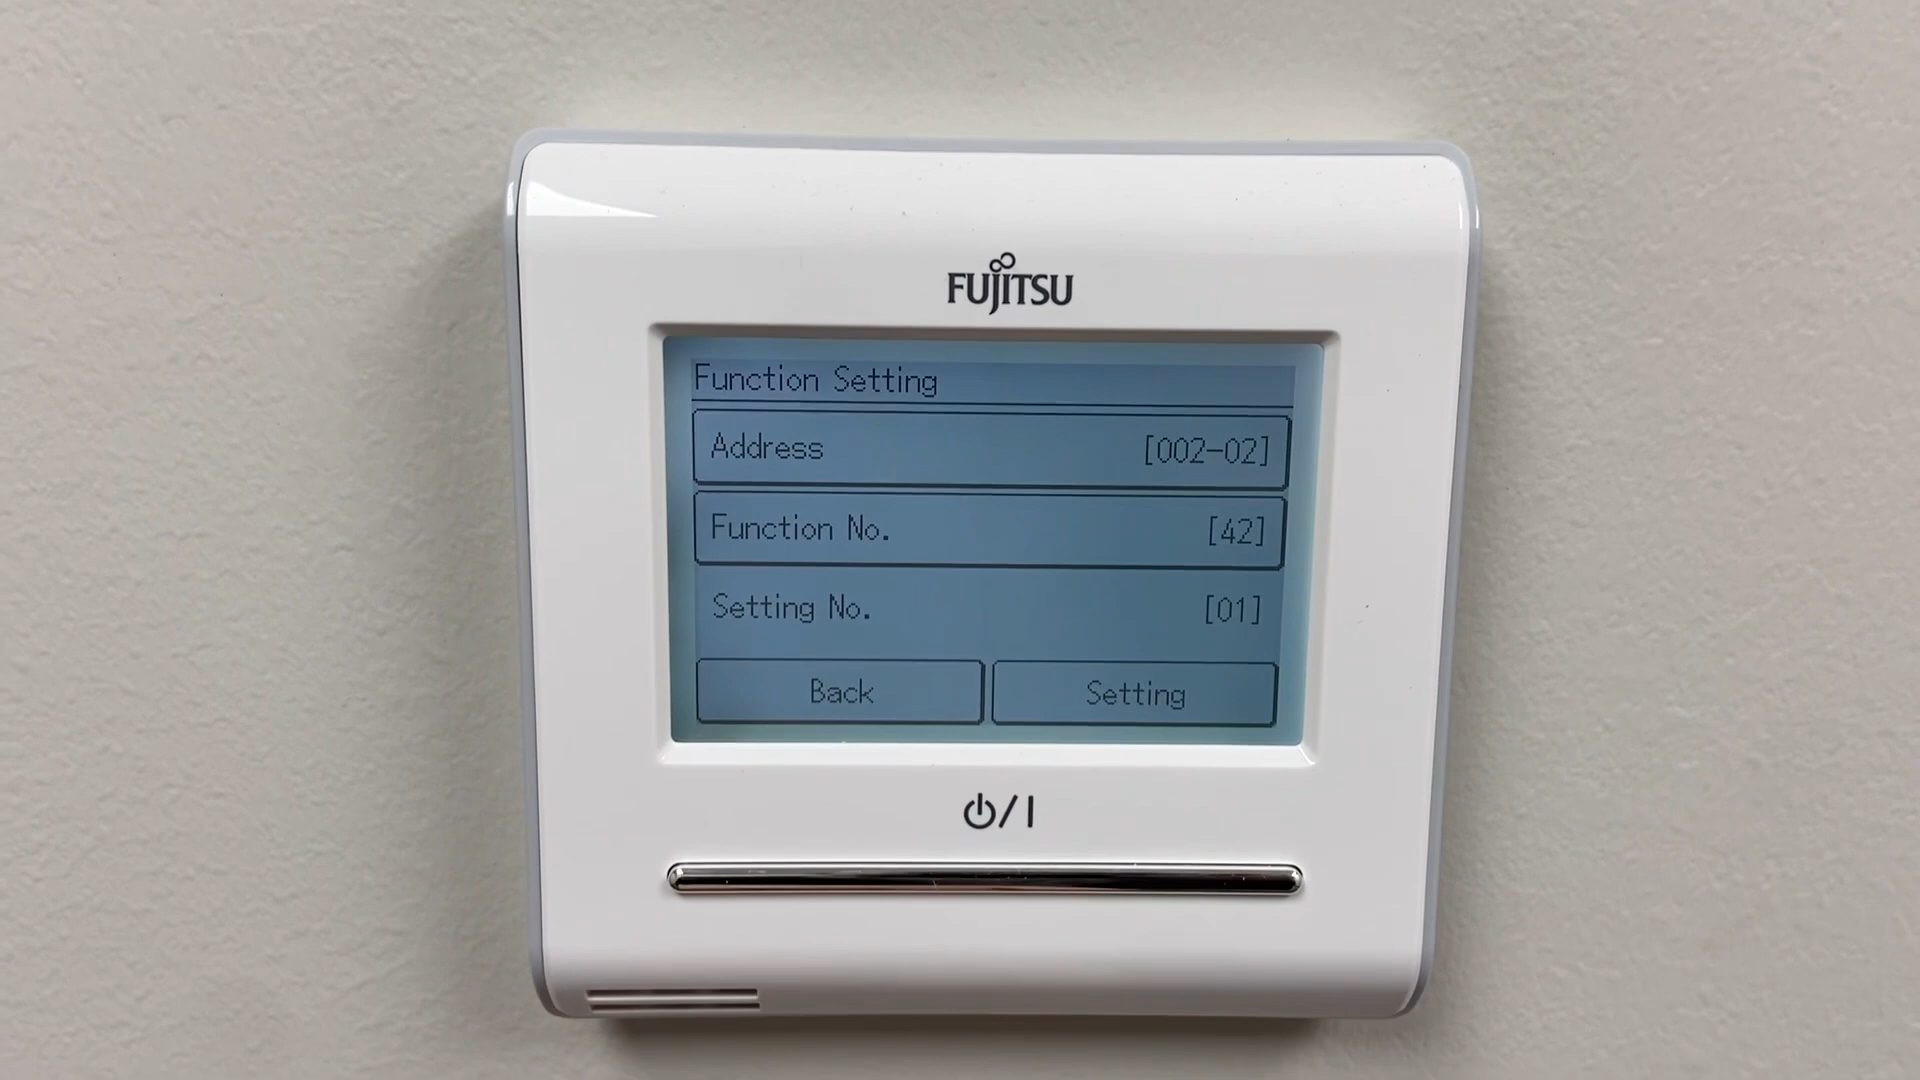 FUJITSU
Function Setting
Address [002-02]
Function No. [42]
Setting No. [01]
Back Setting
⏻/I